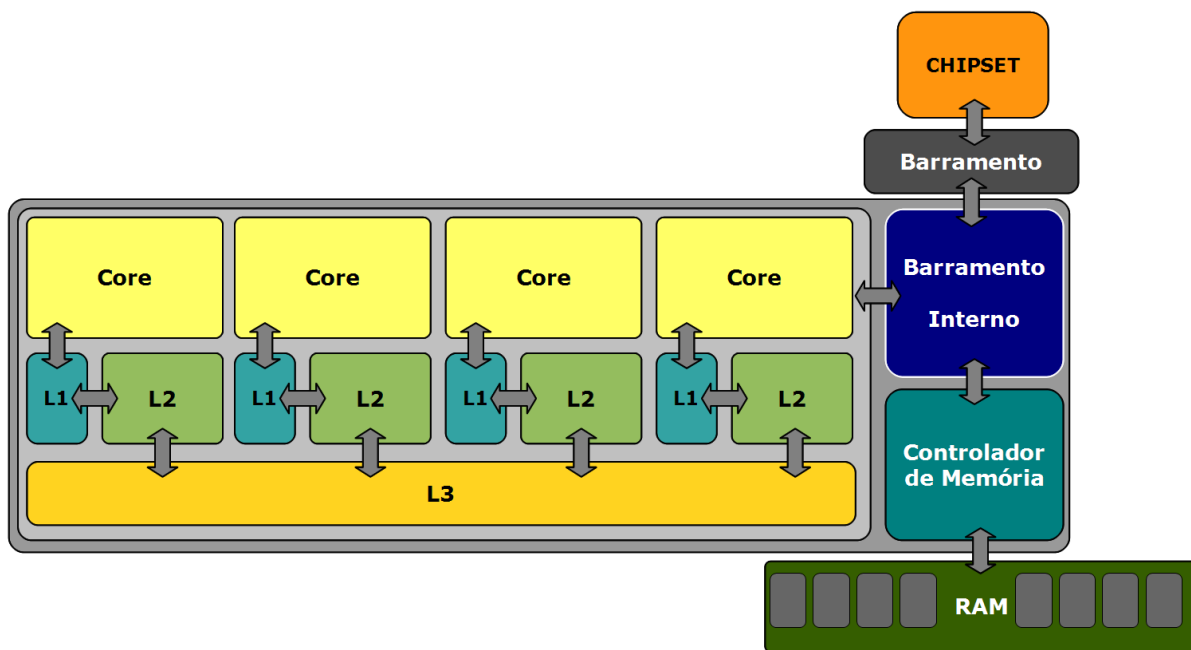 CHIPSET
Barramento
Core
Core
Core
Core
Barramento
Interno
L1
L2
L1
L2
L1
L2
L1
L2
Controlador
de Memória
L3
RAM